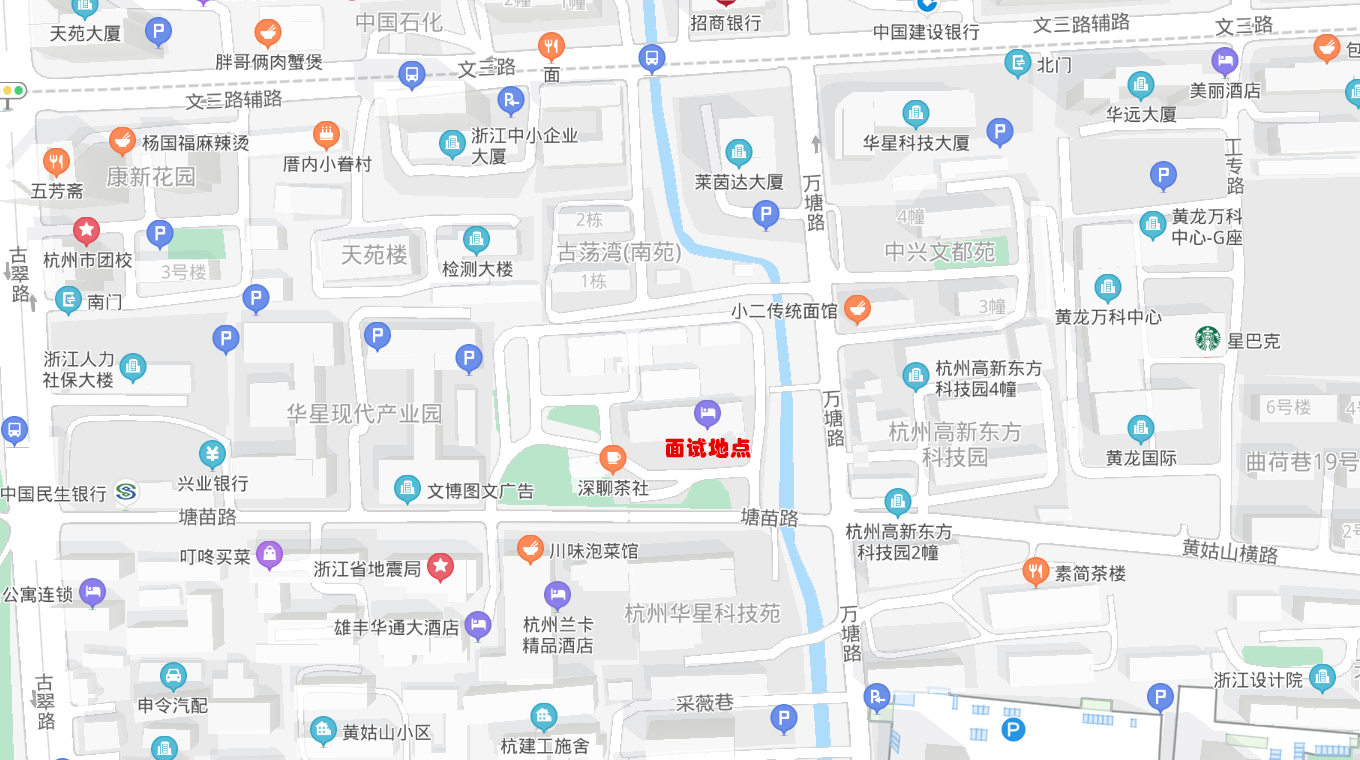 天苑大厦
胖哥俩肉蟹煲
中国石化
2幢
1幢
招商银行
中国建设银行
文三路辅路
文三路
文三路
面
北门
美丽酒店
包
文三路辅路
华远大厦
杨国福麻辣烫
五芳斋
康新花园
厝内小眷村
浙江中小企业
大厦
莱茵达大厦
华星科技大厦
工专路
万塘路
杭州市团校
3号楼
古翠路
南门
天苑楼
检测大楼
2栋
古荡湾(南苑)
1栋
4幢
中兴文都苑
3幢
黄龙万科
中心-G座
黄龙万科中心
小二传统面馆
星巴克
浙江人力
社保大楼
华星现代产业园
杭州高新东方
科技园4幢
万塘路
杭州高新东方
科技园
6号楼
黄龙国际
曲荷巷19号
面试地点
深聊茶社
兴业银行
中国民生银行
文博图文广告
塘苗路
塘苗路
杭州高新东方
科技园2幢
黄姑山横路
2号
叮咚买菜
浙江省地震局
川味泡菜馆
素简茶楼
公寓连锁
雄丰华通大酒店
杭州兰卡
精品酒店
杭州华星科技苑
万塘路
古翠路
申令汽配
黄姑山小区
杭建工施舍
采薇巷
浙江设计院